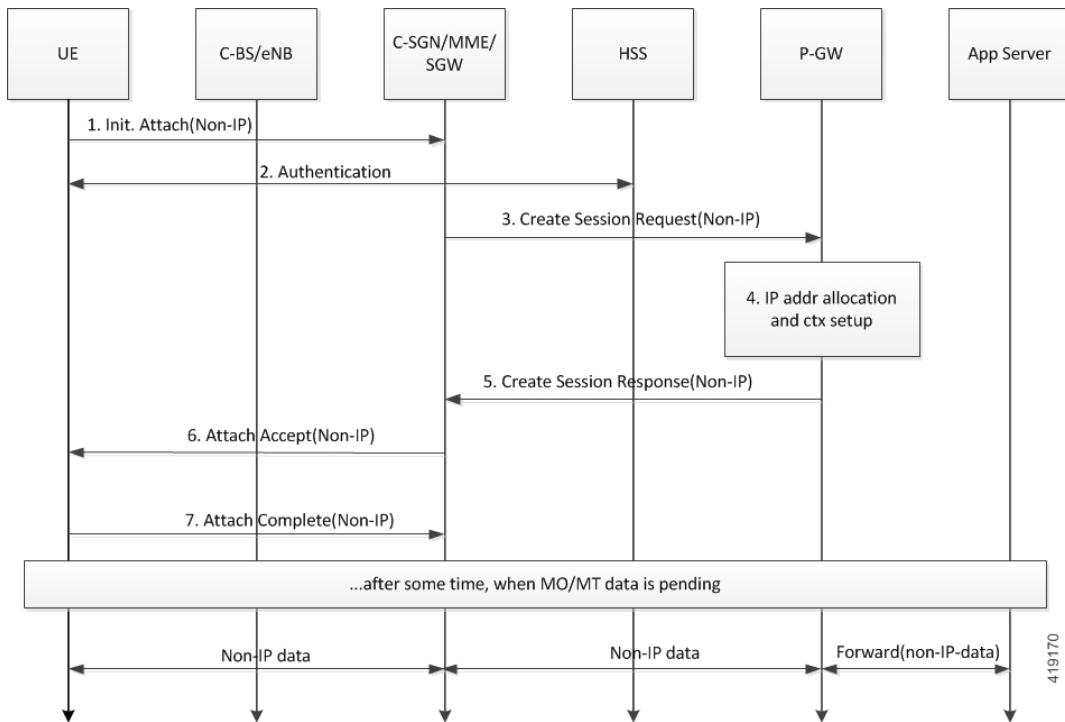 UE
C-BS/eNB
C-SGN/MME/
SGW
HSS
P-GW
App Server
1. Init. Attach(Non-IP)
2. Authentication
3. Create Session Request(Non-IP)
4. IP addr allocation
and ctx setup
5. Create Session Response(Non-IP)
6. Attach Accept(Non-IP)
7. Attach Complete(Non-IP)
...after some time, when MO/MT data is pending
Non-IP data
Non-IP data
Forward(non-IP-data)
419170